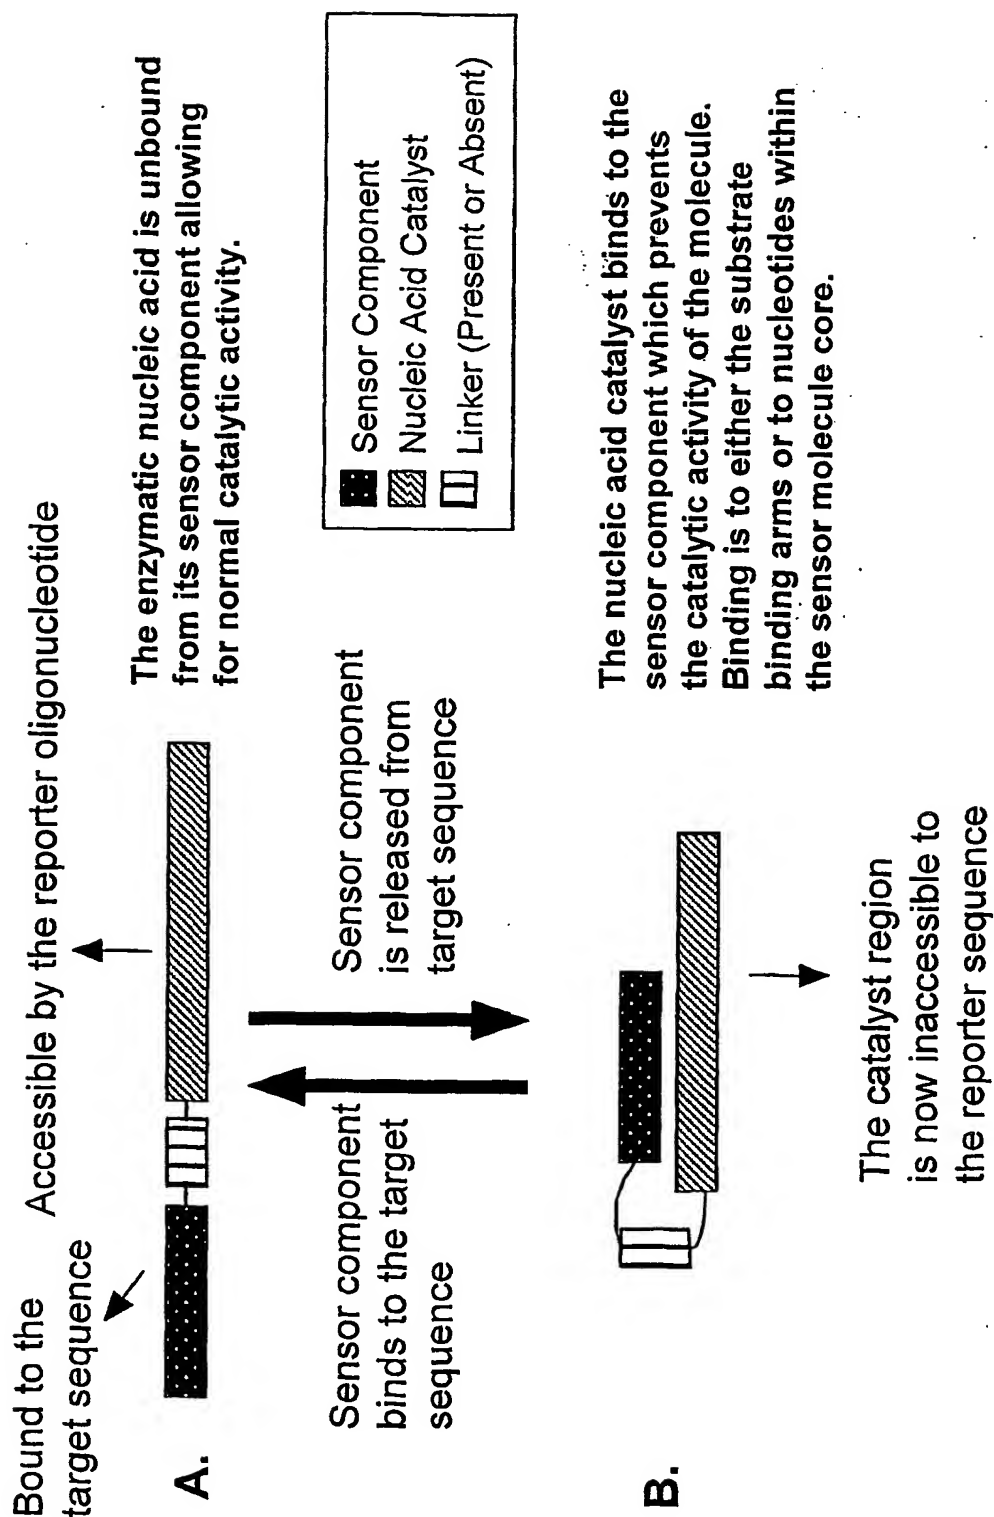 Bound to the
target sequence
Accessible by the reporter oligonucleotide
A.
The enzymatic nucleic acid is unbound
from its sensor component allowing
for normal catalytic activity.
Sensor component
binds to the target
sequence
Sensor component
is released from
target sequence
Sensor Component
Nucleic Acid Catalyst
Linker (Present or Absent)
B.
The nucleic acid catalyst binds to the
sensor component which prevents
the catalytic activity of the molecule.
Binding is to either the substrate
binding arms or to nucleotides within
the sensor molecule core.
The catalyst region
is now inaccessible to
the reporter sequence